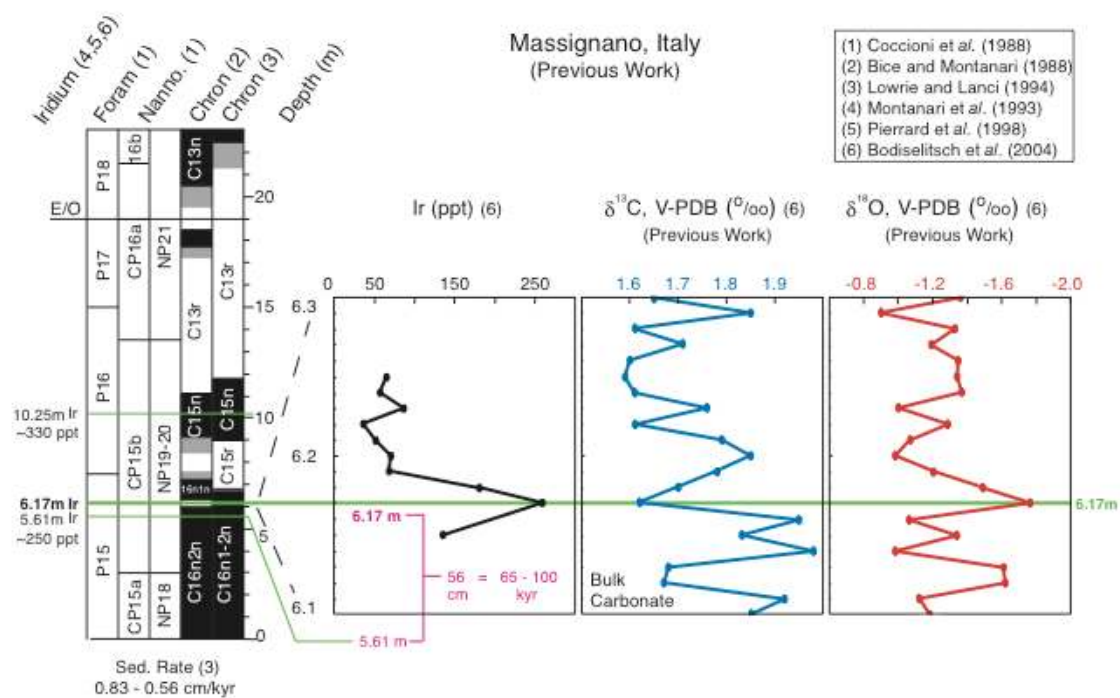 Massignano, Italy
(Previous Work)
(1) Coccioni et al. (1988)
(2) Bice and Montanari (1988)
(3) Lowrie and Lanci (1994)
(4) Montanari et al. (1993)
(5) Pierrard et al. (1998)
(6) Bodiselitsch et al. (2004)
Iridium (4,5,6)
Foram (1)
Nanno. (1)
Chron (2)
Chron (3)
Depth (m)
E/O
10.25m Ir
~330 ppt
6.17m Ir
5.61m Ir
~250 ppt
P18
P17
P16
P15
16b
CP16a
CP15b
CP15a
NP21
NP19-20
NP18
C13n
C13r
C15n
16n1n
C16n2n
C13r
C15n
C15r
C16n1-2n
20
15
10
5
0
Sed. Rate (3)
0.83 - 0.56 cm/kyr
Ir (ppt) (6)
0 50 150 250
6.3
6.2
6.1
6.17 m
56 = 65 - 100
cm kyr
5.61 m
δ13C, V-PDB (o/oo) (6)
(Previous Work)
1.6 1.7 1.8 1.9
Bulk
Carbonate
δ18O, V-PDB (o/oo) (6)
(Previous Work)
-0.8 -1.2 -1.6 -2.0
6.17m